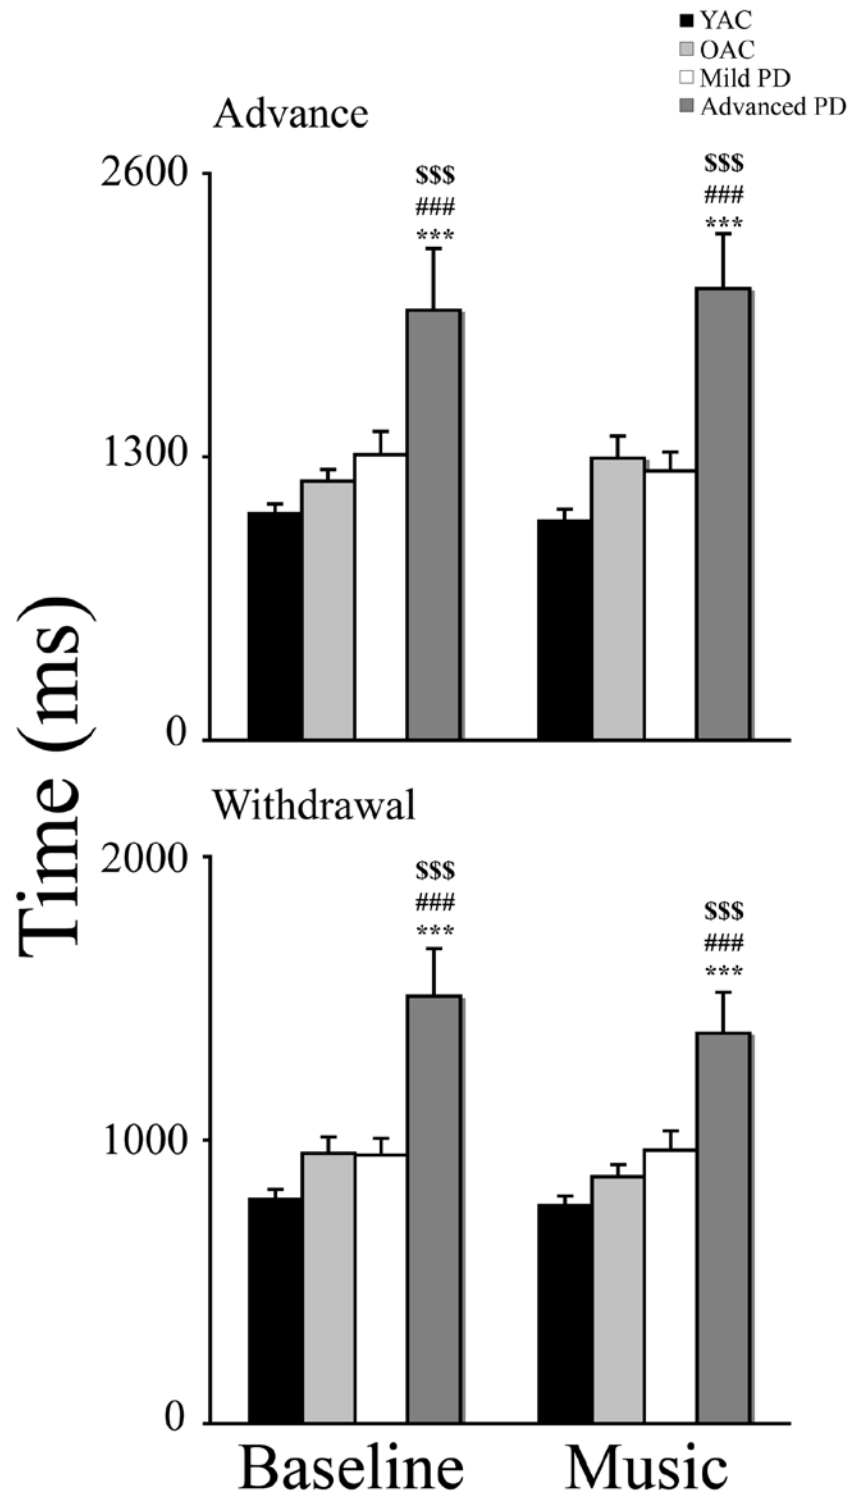 YAC
OAC
Mild PD
Advanced PD
Advance
2600
$$$
###
***
$$$
###
***
1300
0
Time (ms)
Withdrawal
2000
$$$
###
***
$$$
###
***
1000
0
Baseline
Music